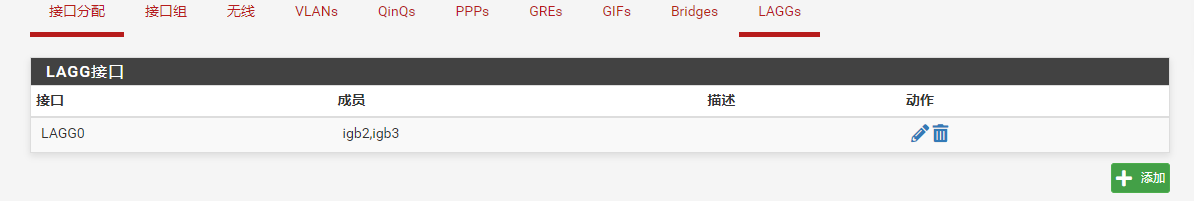 接口分配 接口组 无线 VLANs QinQs PPPs GREs GIFs Bridges LAGGs
LAGG接口
接口 成员 描述 动作
LAGG0 igb2,igb3
添加